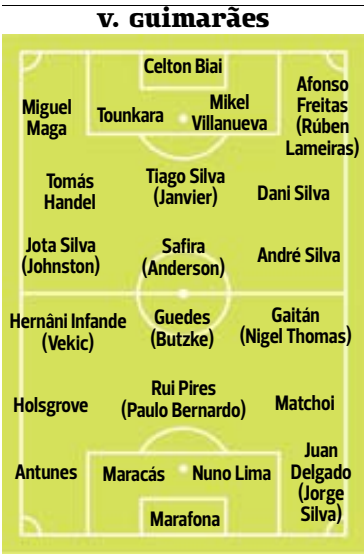 v. Guimarães
Celton Biai
Miguel
Maga
Tounkara
Mikel
Villanueva
Afonso
Freitas
(Rúben
Lameiras)
Tomás
Handel
Tiago Silva
(Janvier)
Dani Silva
Jota Silva
(Johnston)
Safira
(Anderson)
André Silva
Hernâni Infande
(Vekic)
Guedes
(Butzke)
Gaitán
(Nigel Thomas)
Holsgrove
Rui Pires
(Paulo Bernardo)
Matchoi
Antunes
Maracás
Nuno Lima
Juan
Delgado
(Jorge
Silva)
Marafona